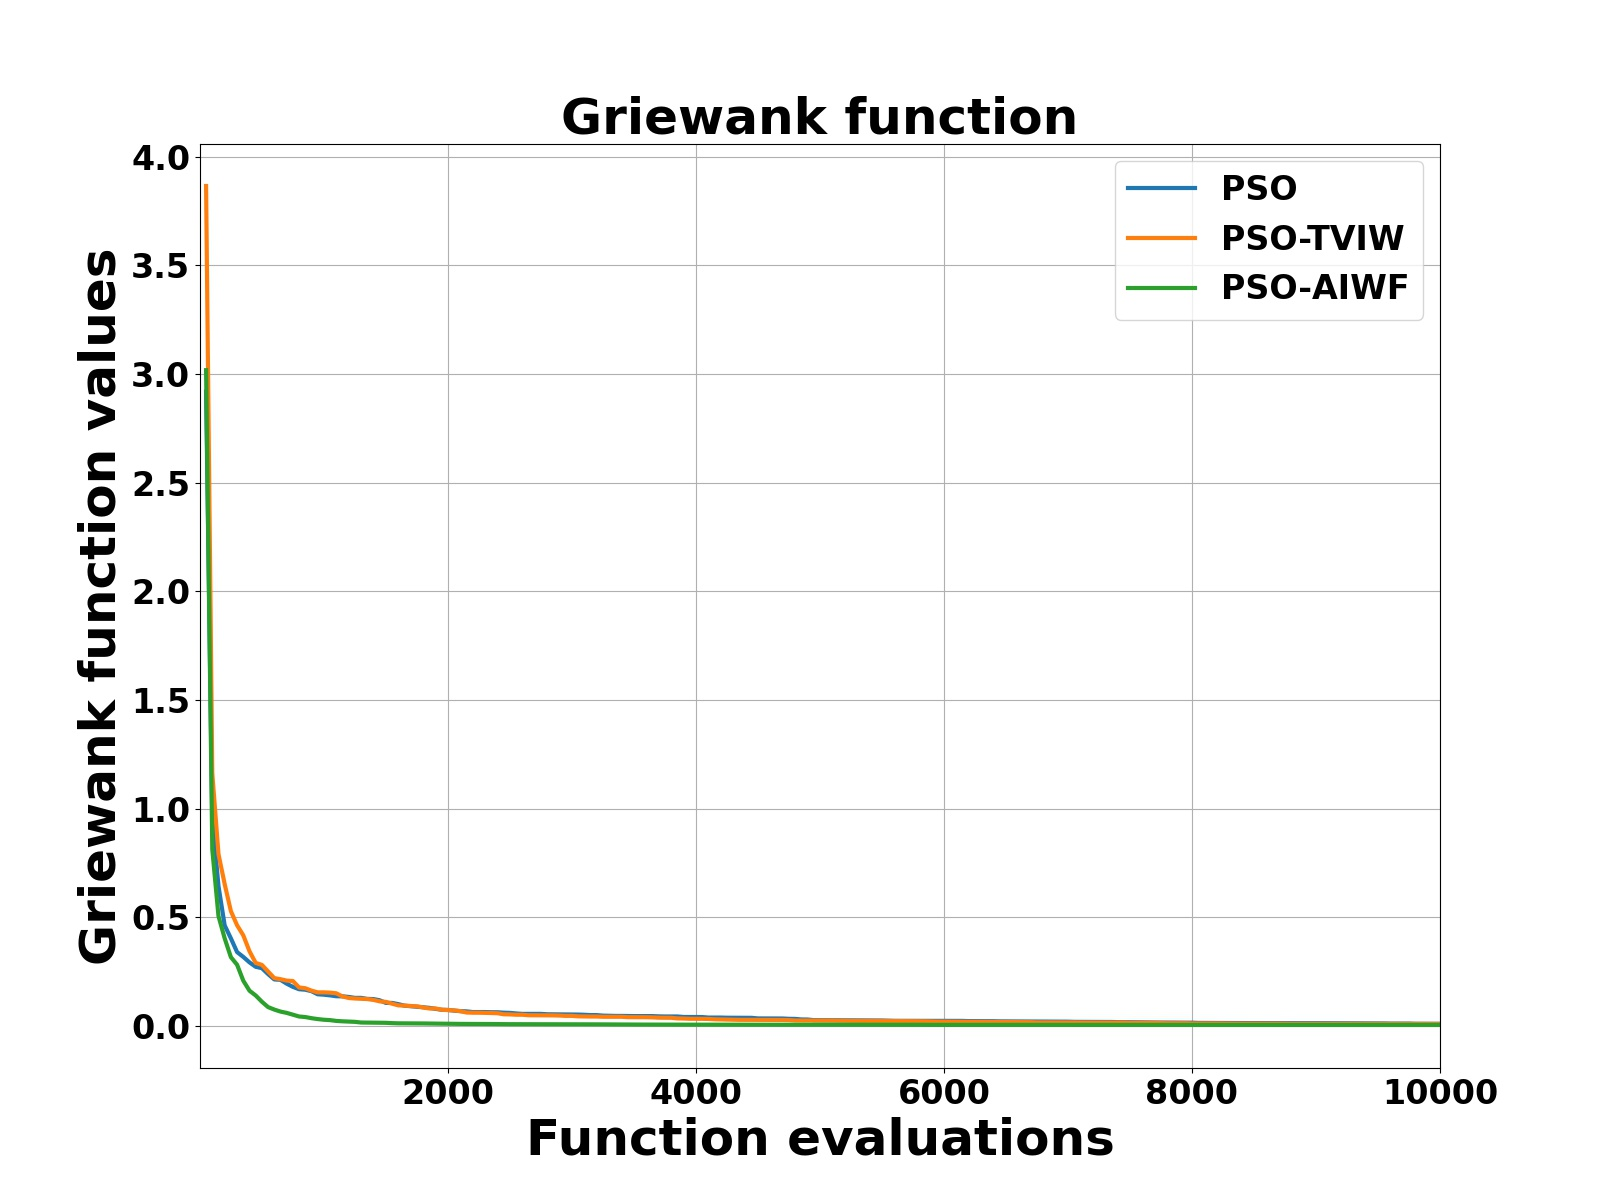 Griewank function
4.0
3.5
3.0
2.5
2.0
1.5
1.0
0.5
0.0
Griewank function values
PSO
PSO-TVIW
PSO-AIWF
2000
4000
6000
8000
10000
Function evaluations